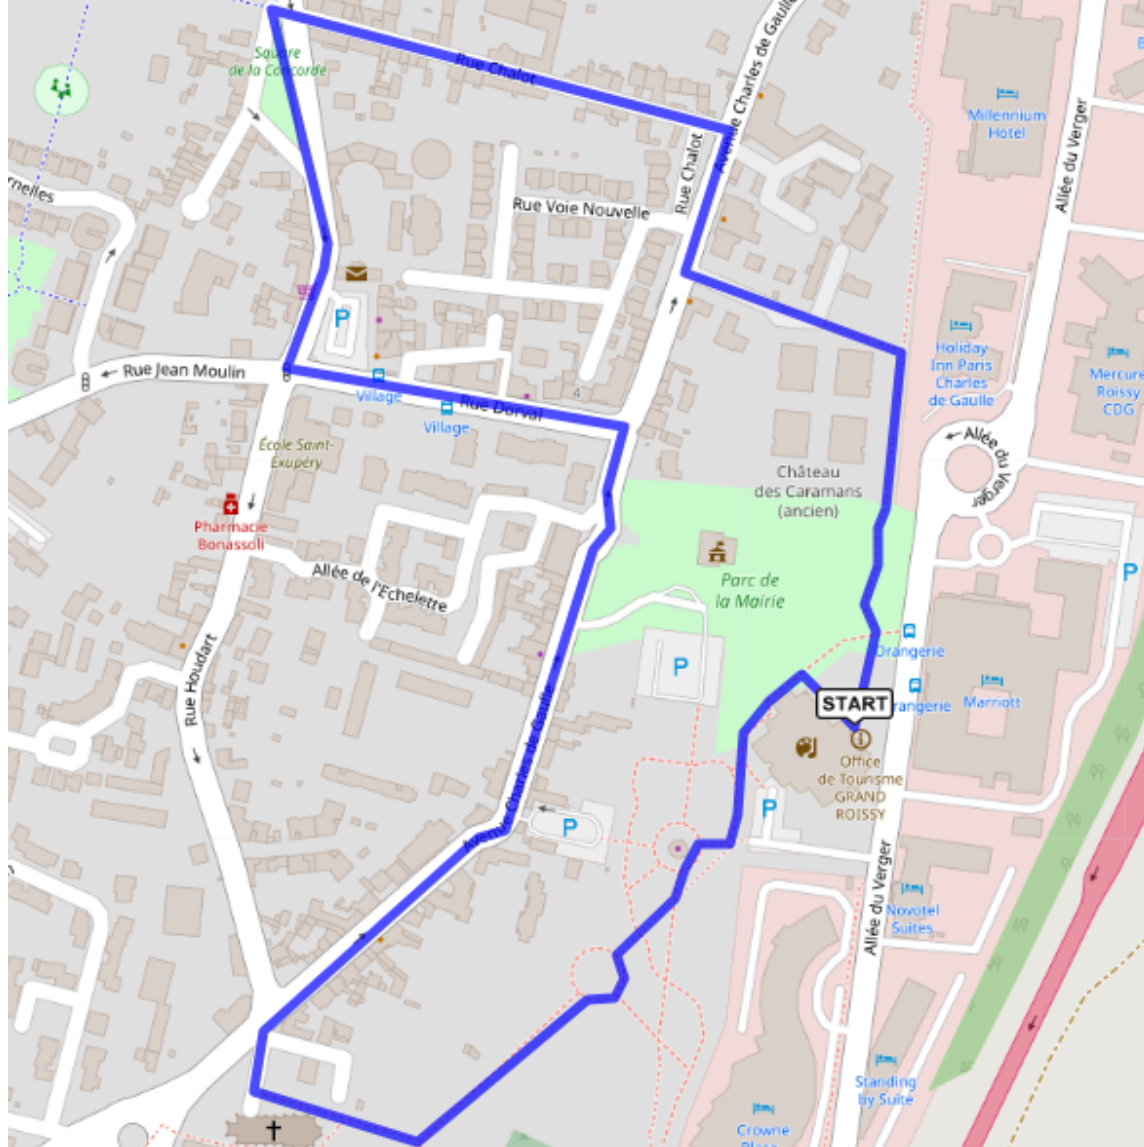 Square
de la Concorde
Rue Chalot
Avenue Charles de Gaulle
Millennium
Hotel
Allée du Verger
Rue Chalot
rnelles
Rue Voie Nouvelle
P
Holiday
Inn Paris
Charles
de Gaulle
Mercure
Roissy
CDG
Rue Jean Moulin
Village
4
Rue Dorval
Village
Allée du Verger
École Saint-
Exupéry
Château
des Caramans
(ancien)
Pharmacie
Bonassoli
Allée de l'Echelette
Parc de
la Mairie
P
Orangerie
P
Rue Houdart
START
rangerie
Marriott
Avenue Charles de Gaulle
Office
de Tourisme
GRAND
ROISSY
P
P
Allée du Verger
Novotel
Suites
Standing
by Suite
Crowne
Plaza